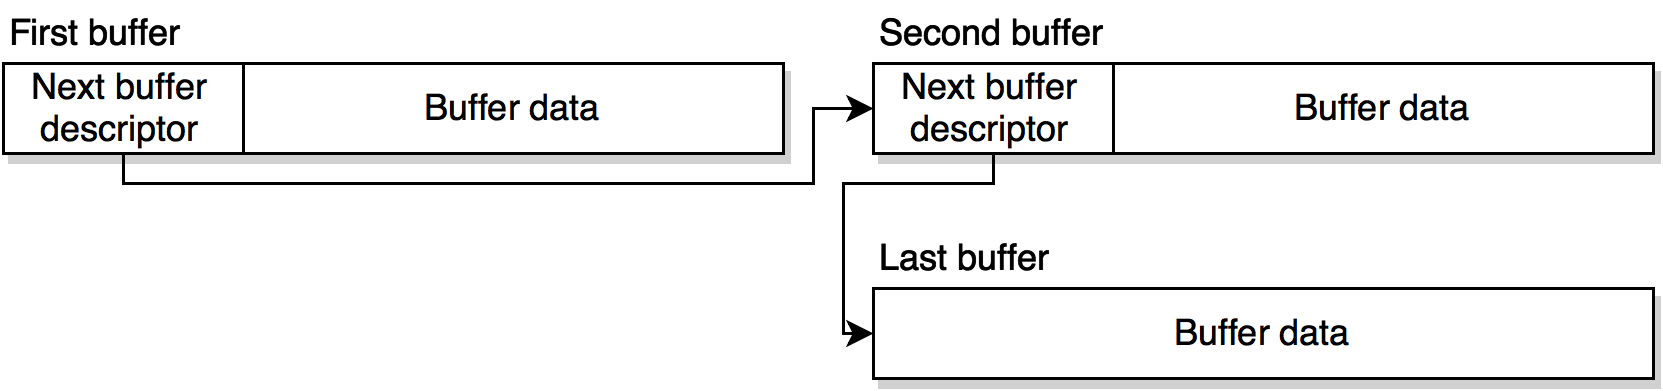 First buffer
Next buffer
descriptor
Buffer data
Second buffer
Next buffer
descriptor
Buffer data
Last buffer
Buffer data